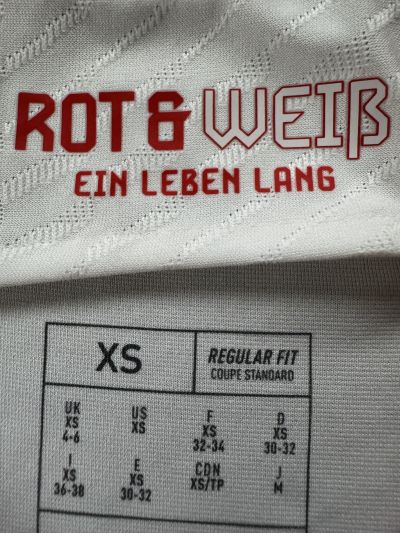 ROT & WEIß
EIN LEBEN LANG
XS
REGULAR FIT
COUPE STANDARD
UK US F D
XS XS XS XS
4-6 32-34 30-32
I E CDN J
XS XS XS/TP M
36-38 30-32